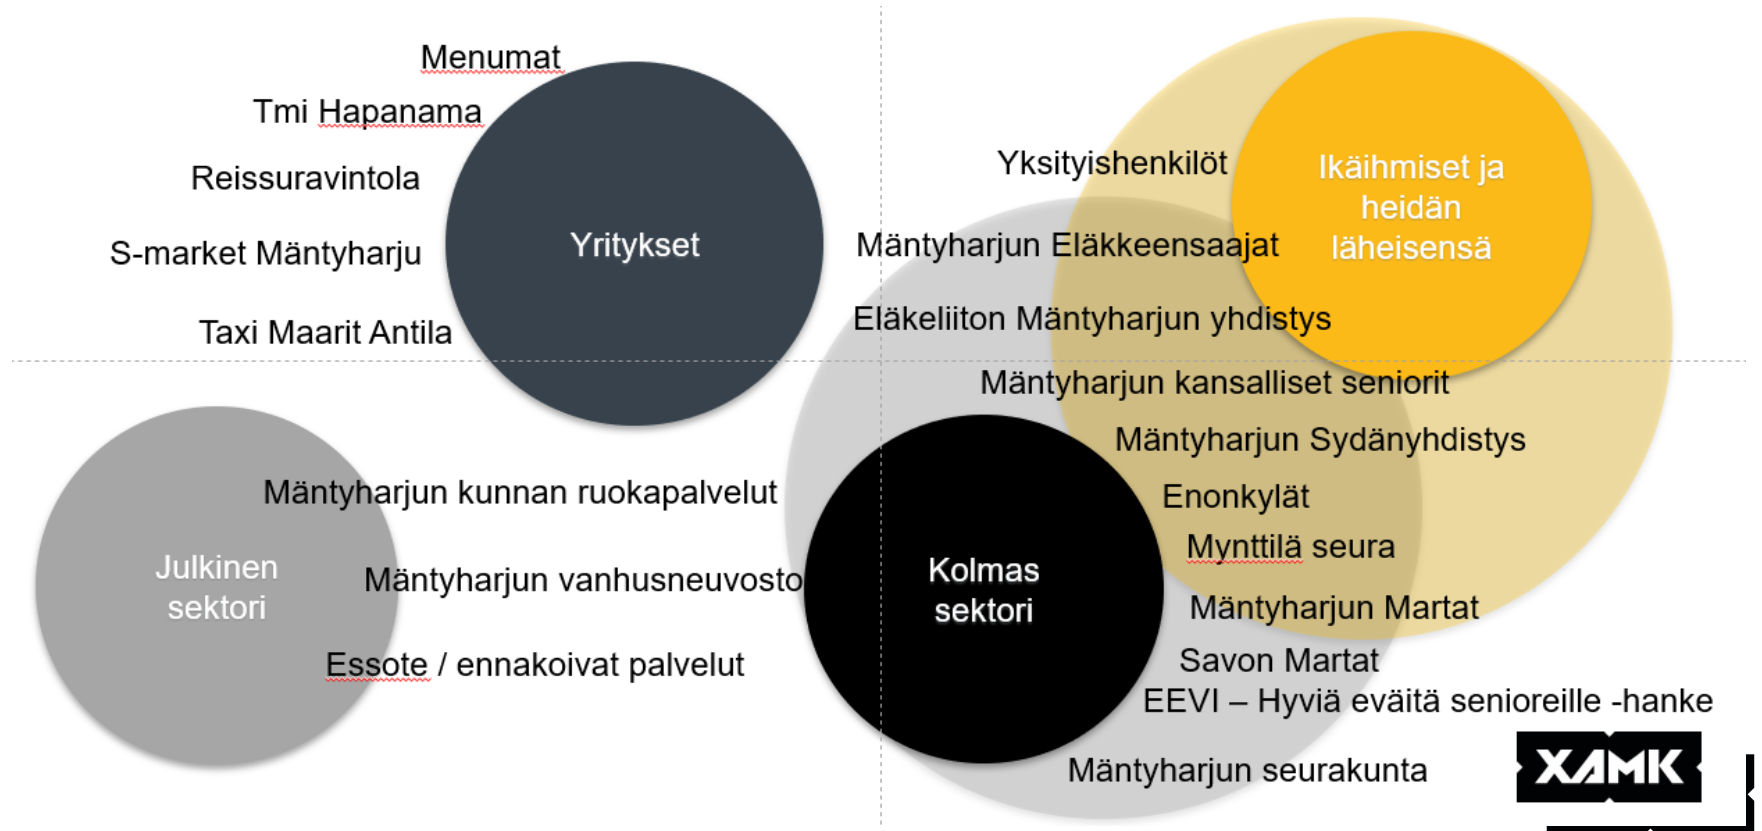 Menumat
Tmi Hapanama
Reissuravintola
S-market Mäntyharju
Taxi Maarit Antila
Yritykset
Yksityishenkilöt
Ikäihmiset ja
heidän
läheisensä
Mäntyharjun Eläkkeensaajat
Eläkeliiton Mäntyharjun yhdistys
Mäntyharjun kansalliset seniorit
Mäntyharjun Sydänyhdistys
Enonkylät
Mynttilä seura
Mäntyharjun Martat
Savon Martat
EEVI – Hyviä eväitä senioreille -hanke
Mäntyharjun seurakunta
Julkinen
sektori
Mäntyharjun kunnan ruokapalvelut
Mäntyharjun vanhusneuvosto
Essote / ennakoivat palvelut
Kolmas
sektori
XAMK